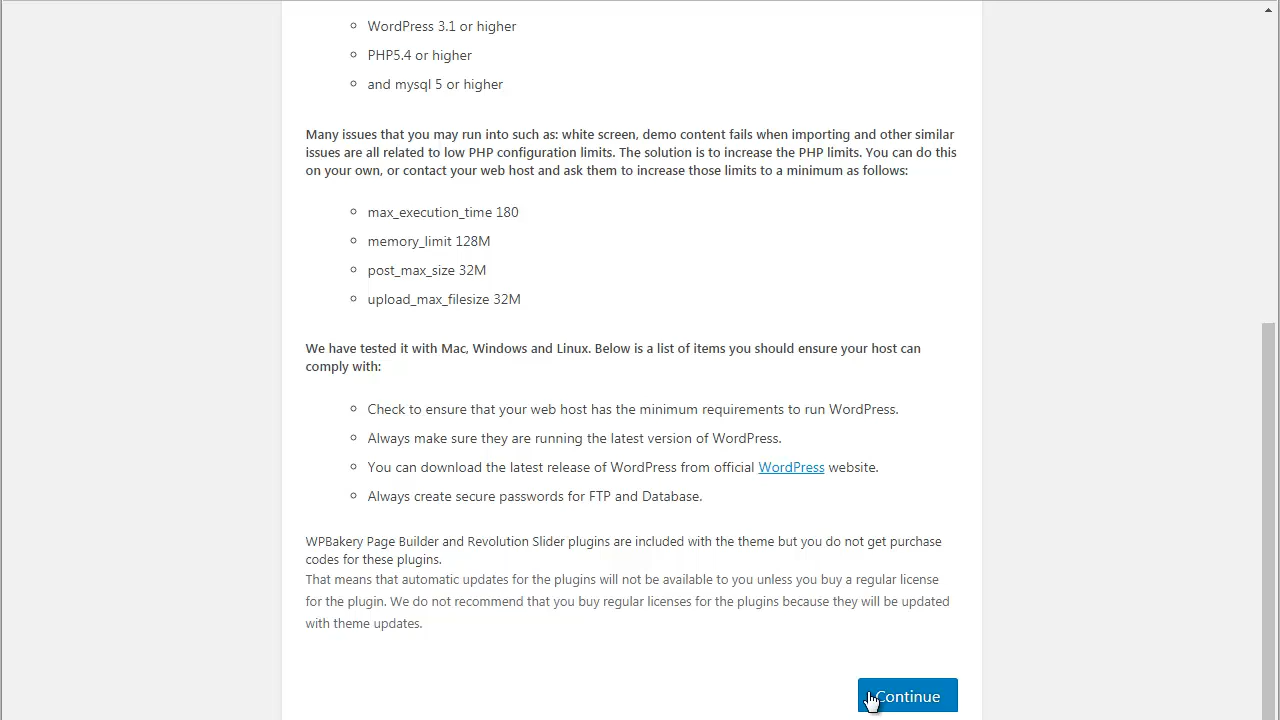 WordPress 3.1 or higher
PHP5.4 or higher
and mysql 5 or higher
Many issues that you may run into such as: white screen, demo content fails when importing and other similar
issues are all related to low PHP configuration limits. The solution is to increase the PHP limits. You can do this
on your own, or contact your web host and ask them to increase those limits to a minimum as follows:
max_execution_time 180
memory_limit 128M
post_max_size 32M
upload_max_filesize 32M
We have tested it with Mac, Windows and Linux. Below is a list of items you should ensure your host can
comply with:
Check to ensure that your web host has the minimum requirements to run WordPress.
Always make sure they are running the latest version of WordPress.
You can download the latest release of WordPress from official WordPress website.
Always create secure passwords for FTP and Database.
WPBakery Page Builder and Revolution Slider plugins are included with the theme but you do not get purchase
codes for these plugins.
That means that automatic updates for the plugins will not be available to you unless you buy a regular license
for the plugin. We do not recommend that you buy regular licenses for the plugins because they will be updated
with theme updates.
Continue